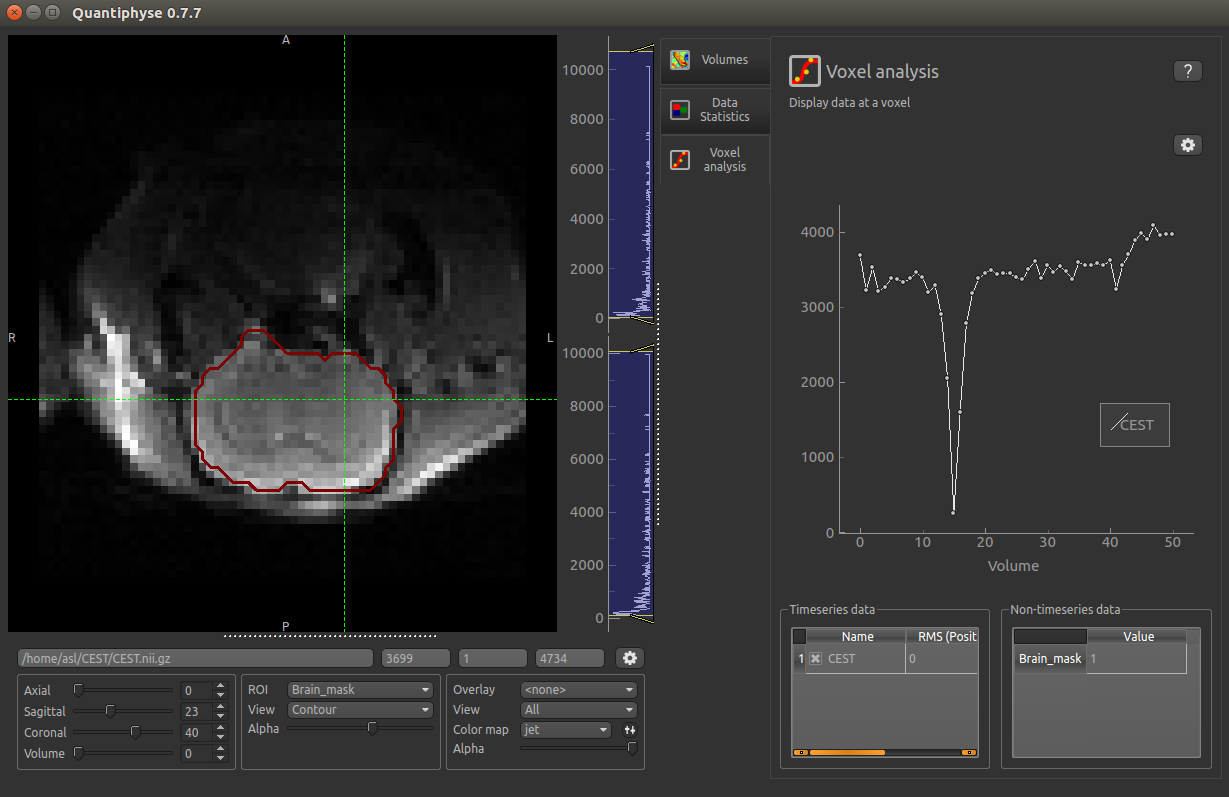 Quantiphyse 0.7.7
A
R
L
P
10000
8000
6000
4000
2000
0
10000
8000
6000
4000
2000
0
Volumes
Data
Statistics
Voxel
analysis
Voxel analysis
?
Display data at a voxel
4000
3000
2000
1000
0
CEST
0 10 20 30 40 50
Volume
/home/asl/CEST/CEST.nii.gz 3699 1 4734
Axial 0
Sagittal 23
Coronal 40
Volume 0
ROI Brain_mask
View Contour
Alpha
Overlay <none>
View All
Color map jet
Alpha
Timeseries data
Name RMS (Posit
1 CEST 0
Non-timeseries data
Value
Brain_mask 1